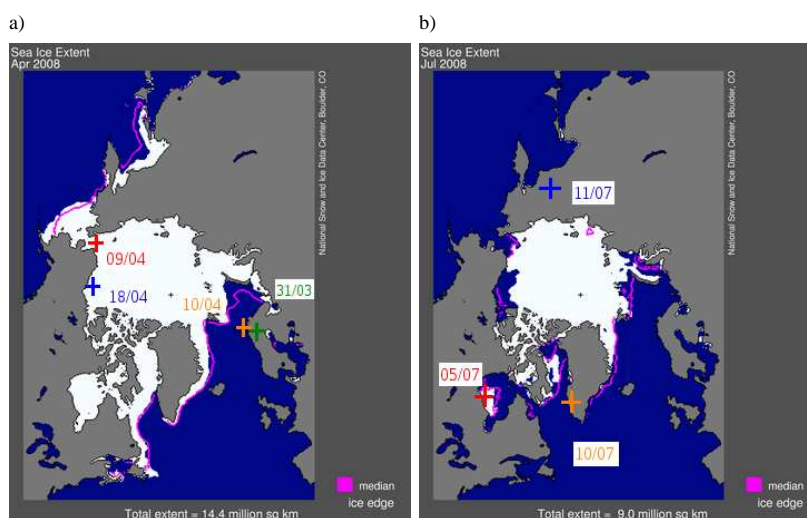 a)
Sea Ice Extent
Apr 2008
National Snow and Ice Data Center, Boulder, CO
09/04
18/04
10/04
31/03
median
ice edge
Total extent = 14.4 million sq km
b)
Sea Ice Extent
Jul 2008
National Snow and Ice Data Center, Boulder, CO
11/07
05/07
10/07
median
ice edge
Total extent = 9.0 million sq km